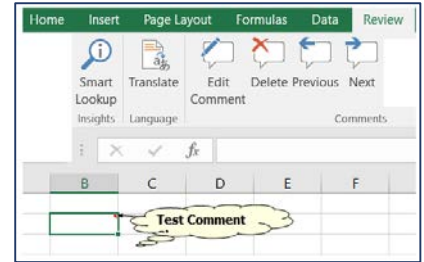 Home Insert Page Layout Formulas Data Review
Smart Lookup
Translate
Edit Comment
Delete Previous Next
Insights Language Comments
fx
B C D E F
Test Comment